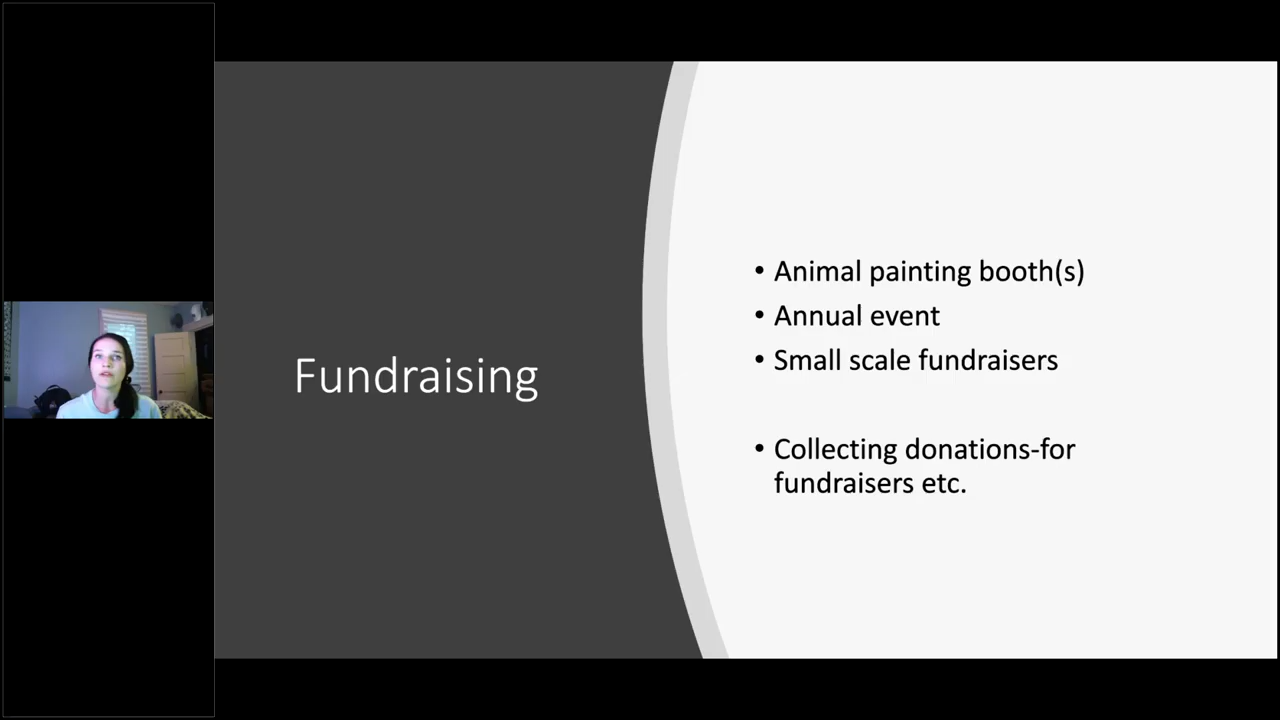 Fundraising
• Animal painting booth(s)
• Annual event
• Small scale fundraisers
• Collecting donations-for
fundraisers etc.